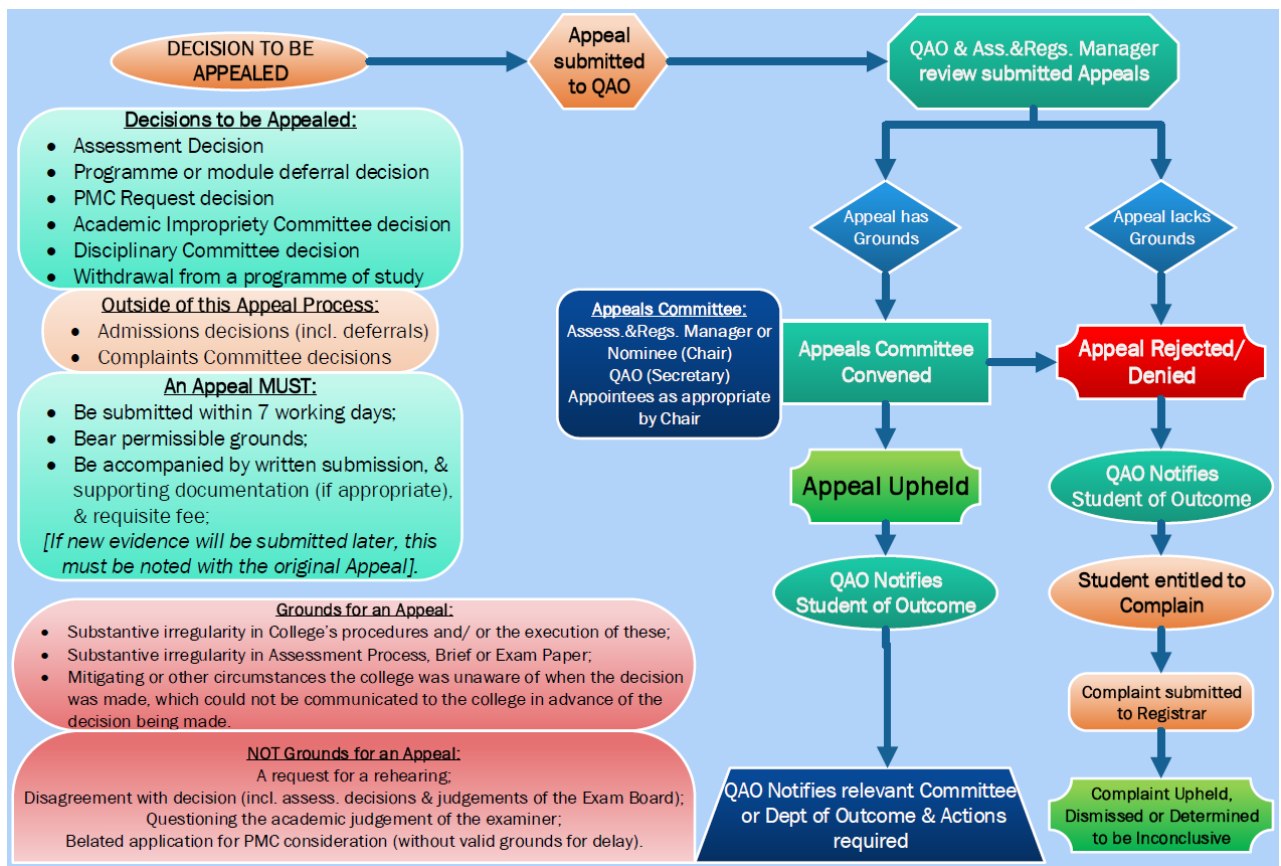 DECISION TO BE
APPEALED
Appeal
submitted
to QAO
QAO & Ass.&Regs. Manager
review submitted Appeals
Decisions to be Appealed:
• Assessment Decision
• Programme or module deferral decision
• PMC Request decision
• Academic Impropriety Committee decision
• Disciplinary Committee decision
• Withdrawal from a programme of study
Outside of this Appeal Process:
• Admissions decisions (incl. deferrals)
• Complaints Committee decisions
An Appeal MUST:
• Be submitted within 7 working days;
• Bear permissible grounds;
• Be accompanied by written submission, &
supporting documentation (if appropriate),
& requisite fee;
[If new evidence will be submitted later, this
must be noted with the original Appeal].
Grounds for an Appeal:
• Substantive irregularity in College's procedures and/ or the execution of these;
• Substantive irregularity in Assessment Process, Brief or Exam Paper;
• Mitigating or other circumstances the college was unaware of when the decision
was made, which could not be communicated to the college in advance of the
decision being made.
NOT Grounds for an Appeal:
A request for a rehearing;
Disagreement with decision (incl. assess. decisions & judgements of the Exam Board);
Questioning the academic judgement of the examiner;
Belated application for PMC consideration (without valid grounds for delay).
Appeal has
Grounds
Appeal lacks
Grounds
Appeals Committee:
Assess.&Regs. Manager or
Nominee (Chair)
QAO (Secretary)
Appointees as appropriate
by Chair
Appeals Committee
Convened
Appeal Rejected/
Denied
Appeal Upheld
QAO Notifies
Student of Outcome
QAO Notifies
Student of Outcome
Student entitled to
Complain
Complaint submitted
to Registrar
QAO Notifies relevant Committee
or Dept of Outcome & Actions
required
Complaint Upheld,
Dismissed or Determined
to be Inconclusive